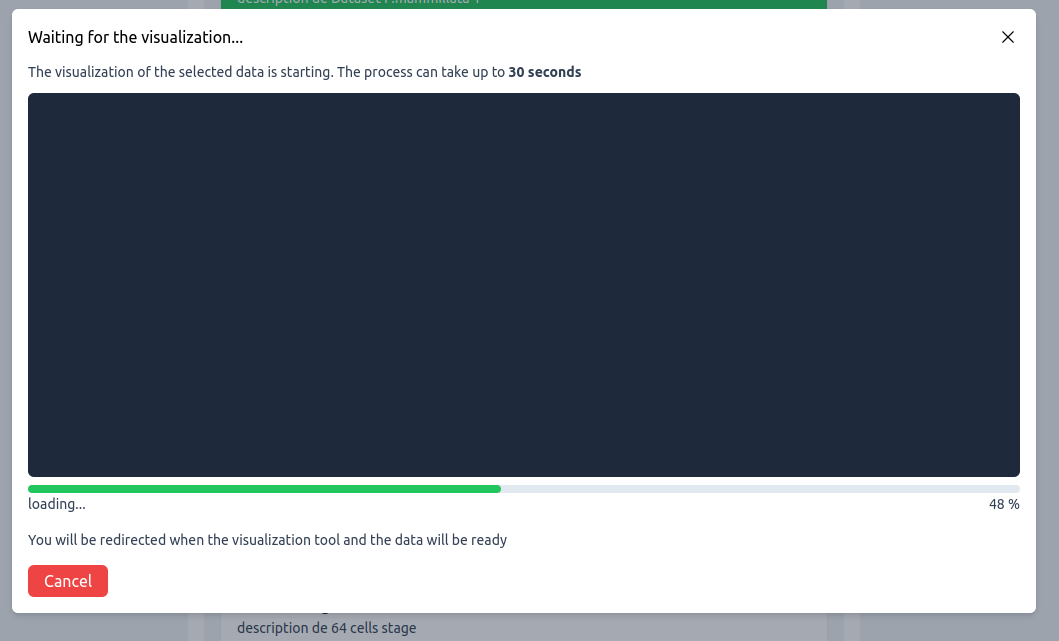 description de Dataset P.mammillata 1
Waiting for the visualization...
The visualization of the selected data is starting. The process can take up to 30 seconds
loading...
48 %
You will be redirected when the visualization tool and the data will be ready
Cancel
description de 64 cells stage